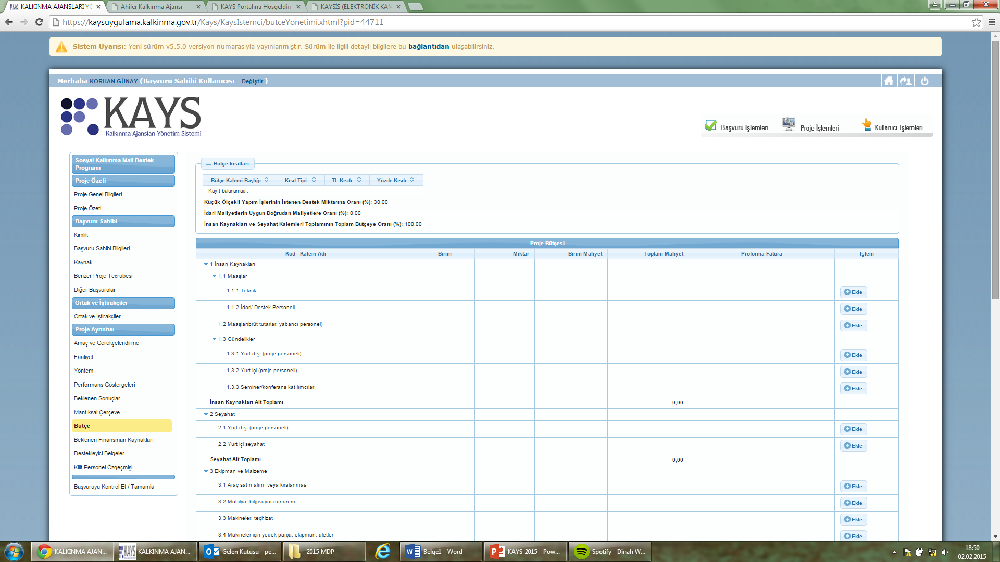 KALKINMA AJANSLARI YÖ
Ahiler Kalkınma Ajansı
KAYS Portalına Hoşgeldin
KAYSİS (ELEKTRONİK KAM
https://kaysuygulama.kalkinma.gov.tr/Kays/KaysIstemci/butceYonetimi.xhtml?pid=44711
Sistem Uyarısı: Yeni sürüm v5.5.0 versiyon numarasıyla yayınlanmıştır. Sürüm ile ilgili detaylı bilgilere bu bağlantıdan ulaşabilirsiniz.
Merhaba KORHAN GÜNAY (Başvuru Sahibi Kullanıcısı - Değiştir )
KAYS
Kalkınma Ajansları Yönetim Sistemi
Başvuru İşlemleri
Proje İşlemleri
Kullanıcı İşlemleri
Sosyal Kalkınma Mali Destek
Programı
Proje Özeti
Proje Genel Bilgileri
Proje Özeti
Başvuru Sahibi
Kimlik
Başvuru Sahibi Bilgileri
Kaynak
Benzer Proje Tecrübesi
Diğer Başvurular
Ortak ve İştirakçiler
Ortak ve İştirakçiler
Proje Ayrıntısı
Amaç ve Gerekçelendirme
Faaliyet
Yöntem
Performans Göstergeleri
Beklenen Sonuçlar
Mantıksal Çerçeve
Bütçe
Beklenen Finansman Kaynakları
Destekleyici Belgeler
Kilit Personel Özgeçmişi
Başvuruyu Kontrol Et / Tamamla
Bütçe kısıtları
Bütçe Kalemi Başlığı Kısıt Tipi: TL Kısıtı: Yüzde Kısıtı
Kayıt bulunamadı.
Küçük Ölçekli Yapım İşlerinin İstenen Destek Miktarına Oranı (%): 30,00
İdari Maliyetlerin Uygun Doğrudan Maliyetlere Oranı (%): 0,00
İnsan Kaynakları ve Seyahat Kalemleri Toplamının Toplam Bütçeye Oranı (%): 100,00
Proje Bütçesi
Kod - Kalem Adı Birim Miktar Birim Maliyet Toplam Maliyet Proforma Fatura İşlem
1 İnsan Kaynakları
1.1 Maaşlar
1.1.1 Teknik Ekle
1.1.2 İdari/ Destek Personeli Ekle
1.2 Maaşlar(brüt tutarlar, yabancı personel) Ekle
1.3 Gündelikler
1.3.1 Yurt dışı (proje personeli) Ekle
1.3.2 Yurt içi (proje personeli) Ekle
1.3.3 Seminer/konferans katılımcıları Ekle
İnsan Kaynakları Alt Toplamı 0,00
2 Seyahat
2.1 Yurt dışı (proje personeli) Ekle
2.2 Yurt içi seyahat Ekle
Seyahat Alt Toplamı 0,00
3 Ekipman ve Malzeme
3.1 Araç satın alımı veya kiralanması Ekle
3.2 Mobilya, bilgisayar donanımı Ekle
3.3 Makineler, teçhizat Ekle
3.4 Makineler için yedek parça, ekipman, aletler Ekle
KALKINMA AJAN...
KALKINMA AJAN...
Gelen Kutusu - pe...
2015 MDP
Belge1 - Word
KAYS-2015 - Pow...
Spotify - Dinah W...
18:50
02.02.2015